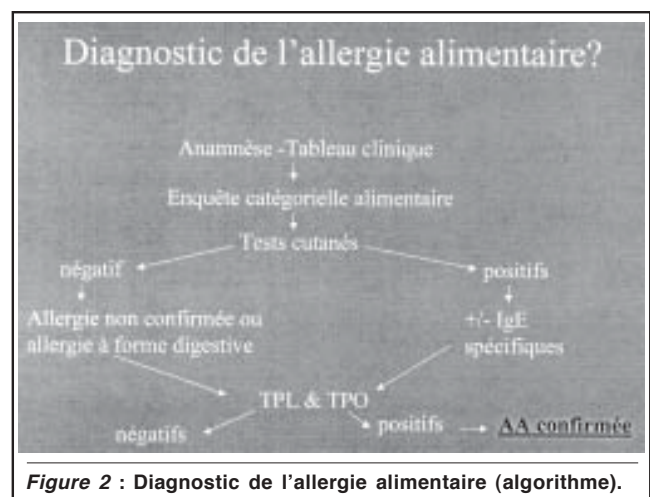 Diagnostic de l'allergie alimentaire?
Anamnèse -Tableau clinique
Enquête catégorielle alimentaire
Tests cutanés
négatif
positifs
Allergie non confirmée ou
allergie à forme digestive
+/- IgE
spécifiques
TPL & TPO
négatifs
positifs
AA confirmée
Figure 2 : Diagnostic de l'allergie alimentaire (algorithme).